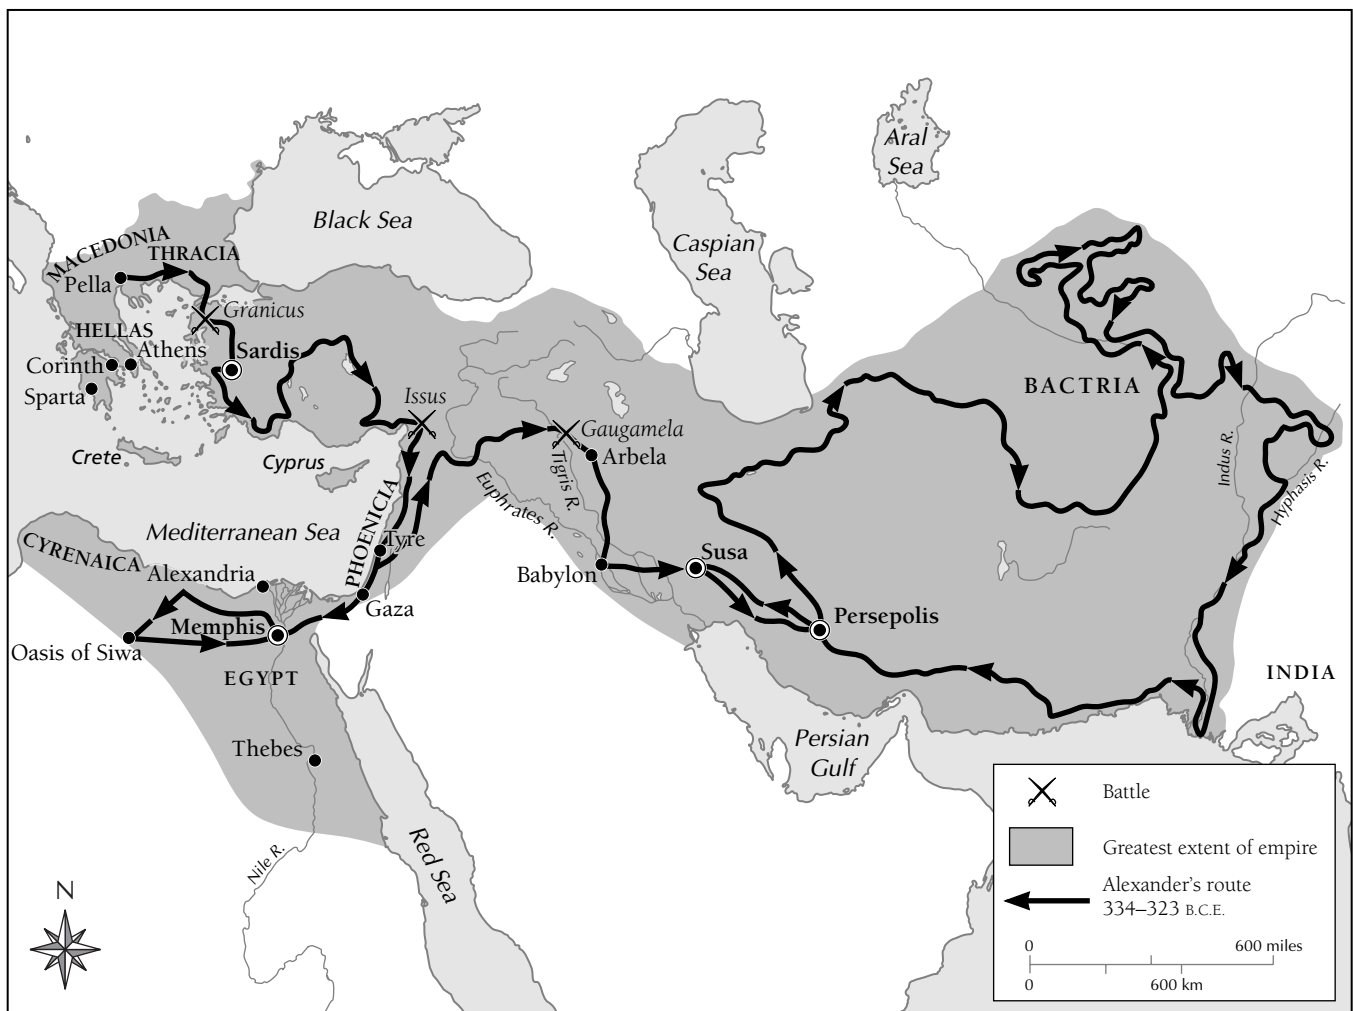 Aral
Sea
Black Sea
Caspian
Sea
MACEDONIA
THRACIA
Pella
Granicus
HELLAS
Athens
Sardis
Corinth
Sparta
Issus
BACTRIA
Gaugamela
Arbela
Crete
Cyprus
Tigris R.
Euphrates R.
Indus R.
Hyphasis R.
PHOENICIA
Mediterranean Sea
CYRENAICA
Tyre
Susa
Alexandria
Babylon
Gaza
Memphis
Persepolis
Oasis of Siwa
EGYPT
INDIA
Thebes
Persian
Gulf
Nile R.
Red Sea
N
Battle
Greatest extent of empire
Alexander's route
334–323 B.C.E.
0 600 miles
0 600 km